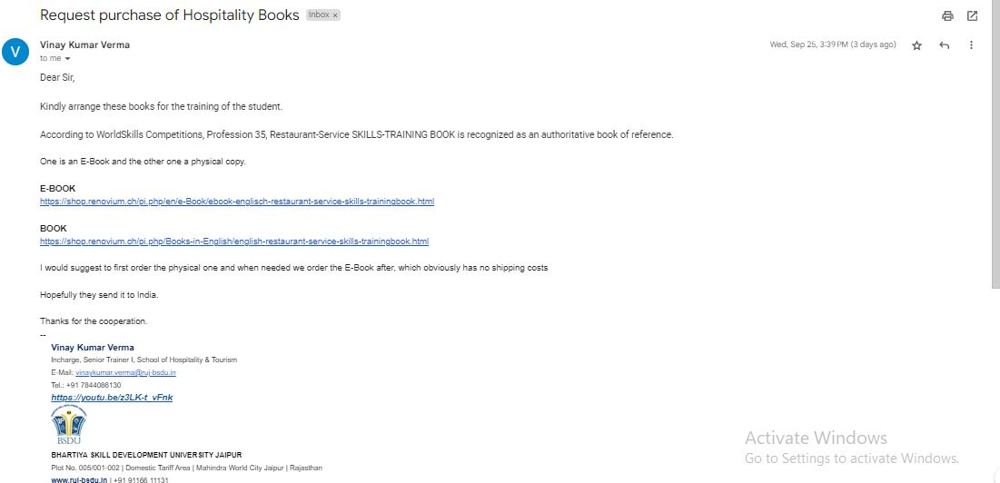 Request purchase of Hospitality Books Inbox x
V
Vinay Kumar Verma
Wed, Sep 25, 3:39 PM (3 days ago)
to me
Dear Sir,
Kindly arrange these books for the training of the student.
According to WorldSkills Competitions, Profession 35, Restaurant-Service SKILLS-TRAINING BOOK is recognized as an authoritative book of reference.
One is an E-Book and the other one a physical copy.
E-BOOK
https://shop.renovium.ch/pi.php/en/e-Book/ebook-englisch-restaurant-service-skills-trainingbook.html
BOOK
https://shop.renovium.ch/pi.php/Books-in-English/english-restaurant-service-skills-trainingbook.html
I would suggest to first order the physical one and when needed we order the E-Book after, which obviously has no shipping costs
Hopefully they send it to India.
Thanks for the cooperation.
--
Vinay Kumar Verma
Incharge, Senior Trainer I, School of Hospitality & Tourism
E-Mail: vinaykumar.verma@ruj-bsdu.in
Tel.: +91 7844086130
https://youtu.be/z3LK-t_vFnk
BSDU
BHARTIYA SKILL DEVELOPMENT UNIVERSITY JAIPUR
Plot No. 005/001-002 | Domestic Tariff Area | Mahindra World City Jaipur | Rajasthan
www.ruj-bsdu.in | +91 91166 11131
Activate Windows
Go to Settings to activate Windows.